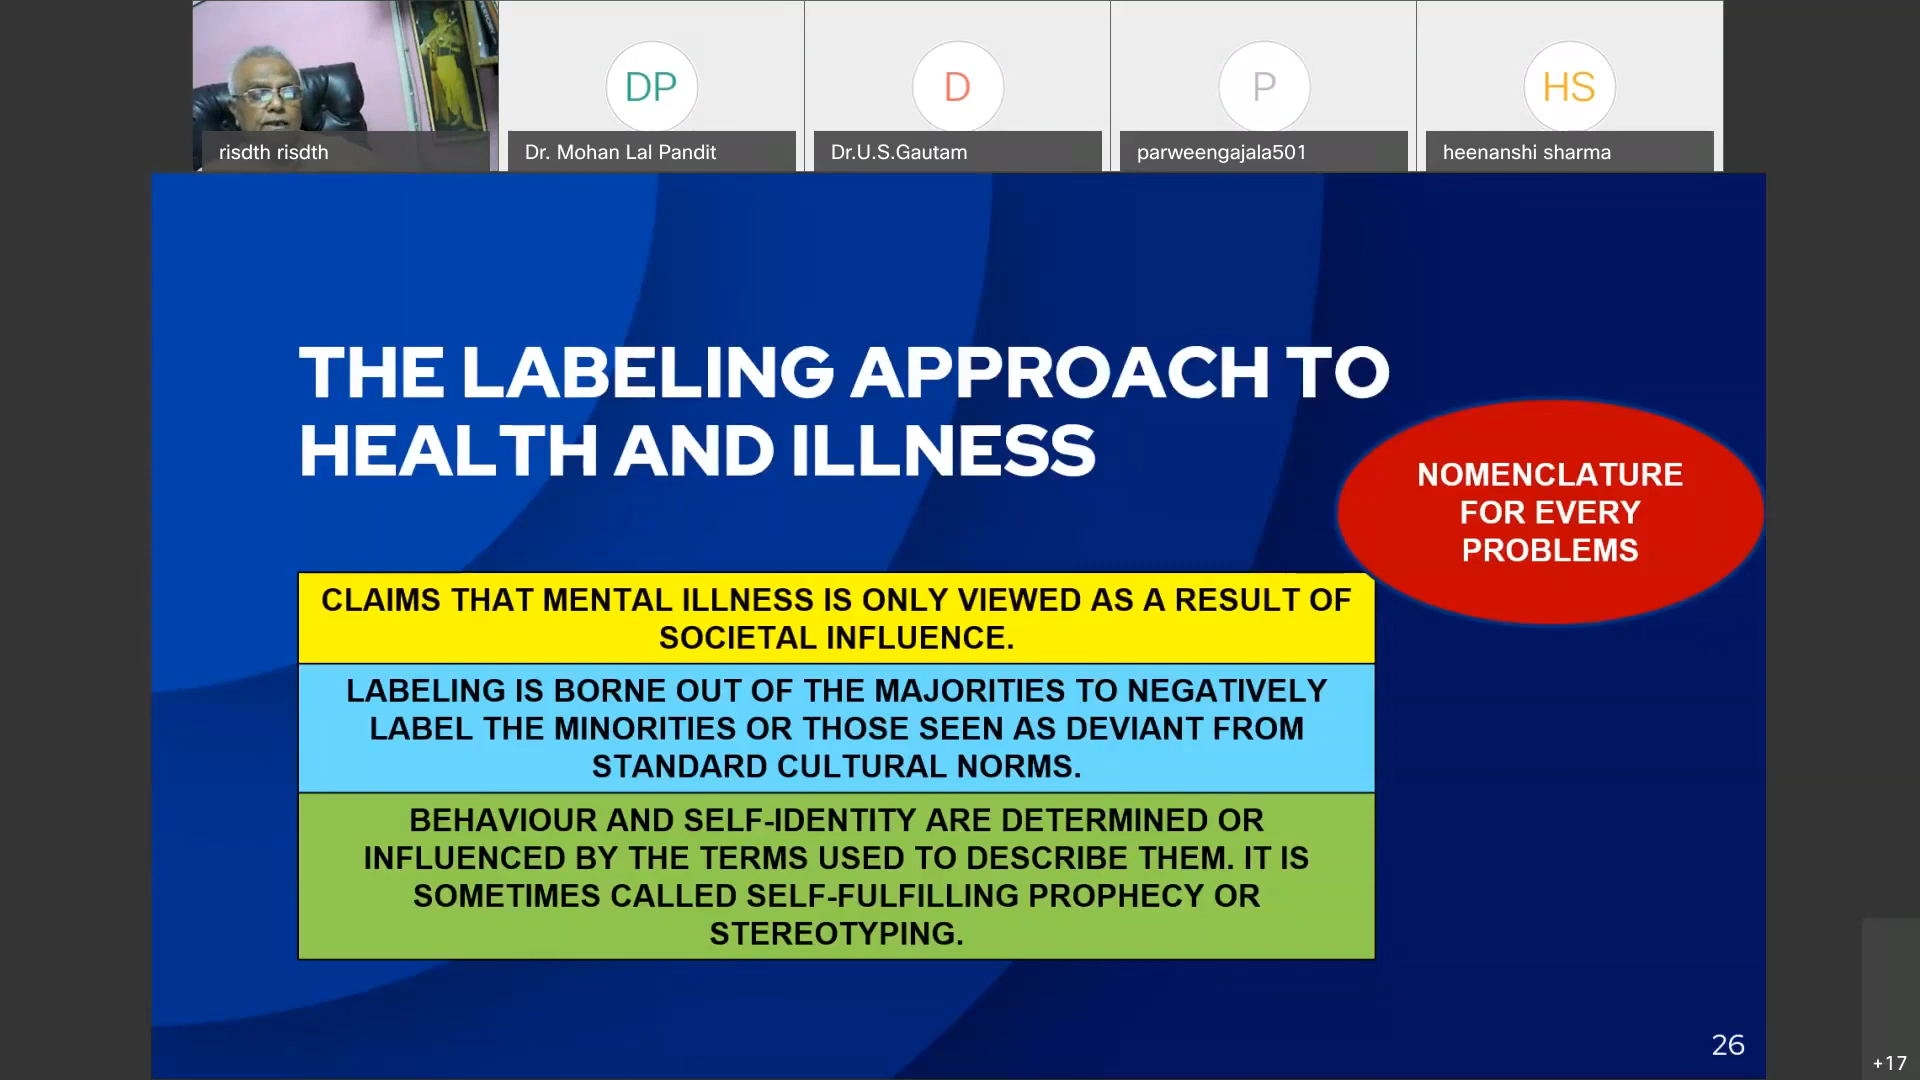 DP
D
P
HS
risdth risdth
Dr. Mohan Lal Pandit
Dr.U.S.Gautam
parweengajala501
heenanshi sharma
THE LABELING APPROACH TO
HEALTH AND ILLNESS
NOMENCLATURE
FOR EVERY
PROBLEMS
CLAIMS THAT MENTAL ILLNESS IS ONLY VIEWED AS A RESULT OF
SOCIETAL INFLUENCE.
LABELING IS BORNE OUT OF THE MAJORITIES TO NEGATIVELY
LABEL THE MINORITIES OR THOSE SEEN AS DEVIANT FROM
STANDARD CULTURAL NORMS.
BEHAVIOUR AND SELF-IDENTITY ARE DETERMINED OR
INFLUENCED BY THE TERMS USED TO DESCRIBE THEM. IT IS
SOMETIMES CALLED SELF-FULFILLING PROPHECY OR
STEREOTYPING.
26
+17